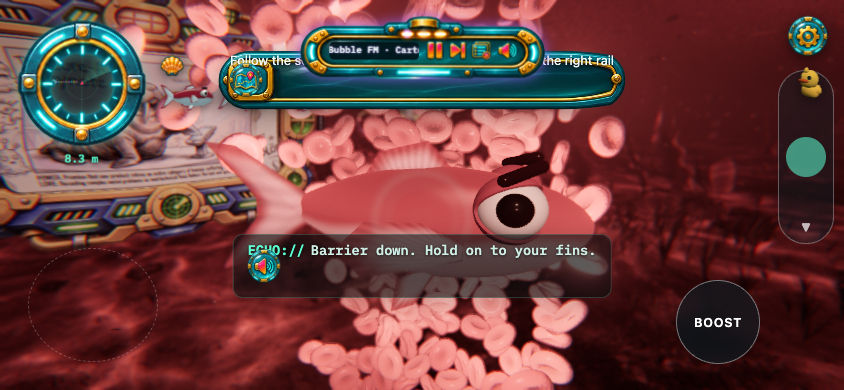 Bubble FM · Cart
Follow the s
the right rail
8.3 m
ECHO:// Barrier down. Hold on to your fins.
BOOST